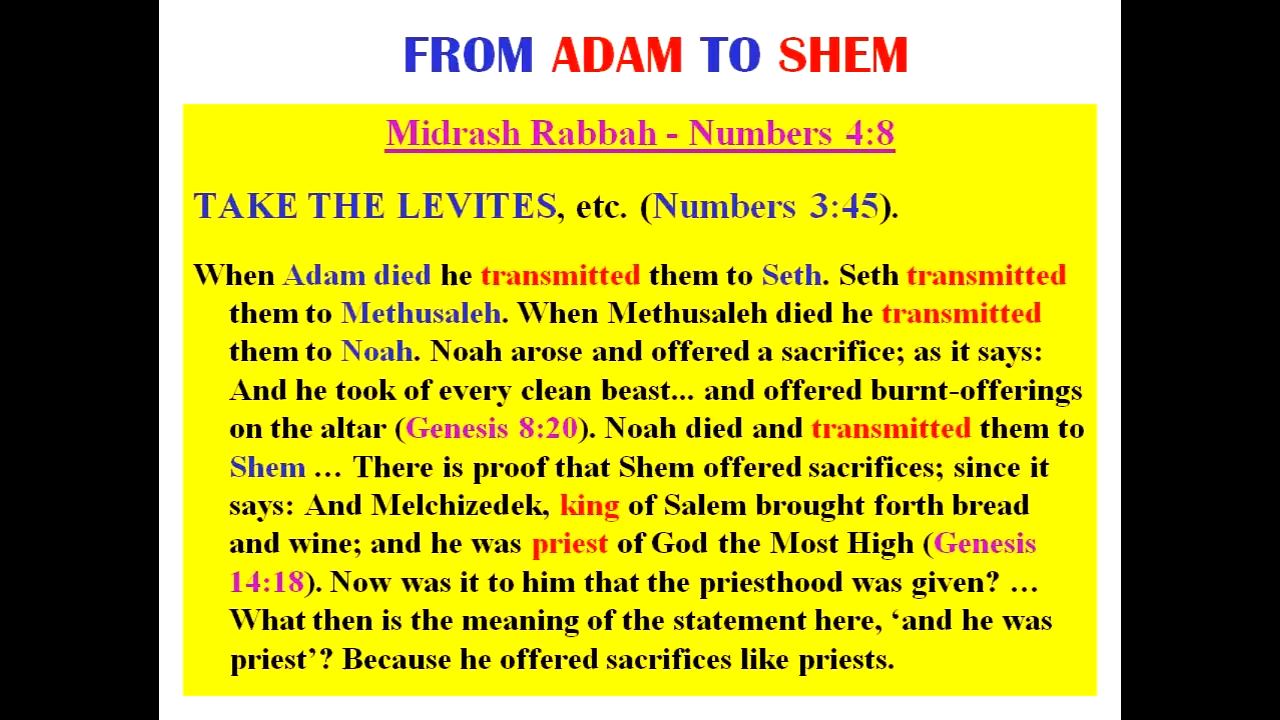 FROM ADAM TO SHEM
Midrash Rabbah - Numbers 4:8
TAKE THE LEVITES, etc. (Numbers 3:45).
When Adam died he transmitted them to Seth. Seth transmitted
them to Methusaleh. When Methusaleh died he transmitted
them to Noah. Noah arose and offered a sacrifice; as it says:
And he took of every clean beast... and offered burnt-offerings
on the altar (Genesis 8:20). Noah died and transmitted them to
Shem … There is proof that Shem offered sacrifices; since it
says: And Melchizedek, king of Salem brought forth bread
and wine; and he was priest of God the Most High (Genesis
14:18). Now was it to him that the priesthood was given? …
What then is the meaning of the statement here, ‘and he was
priest’? Because he offered sacrifices like priests.